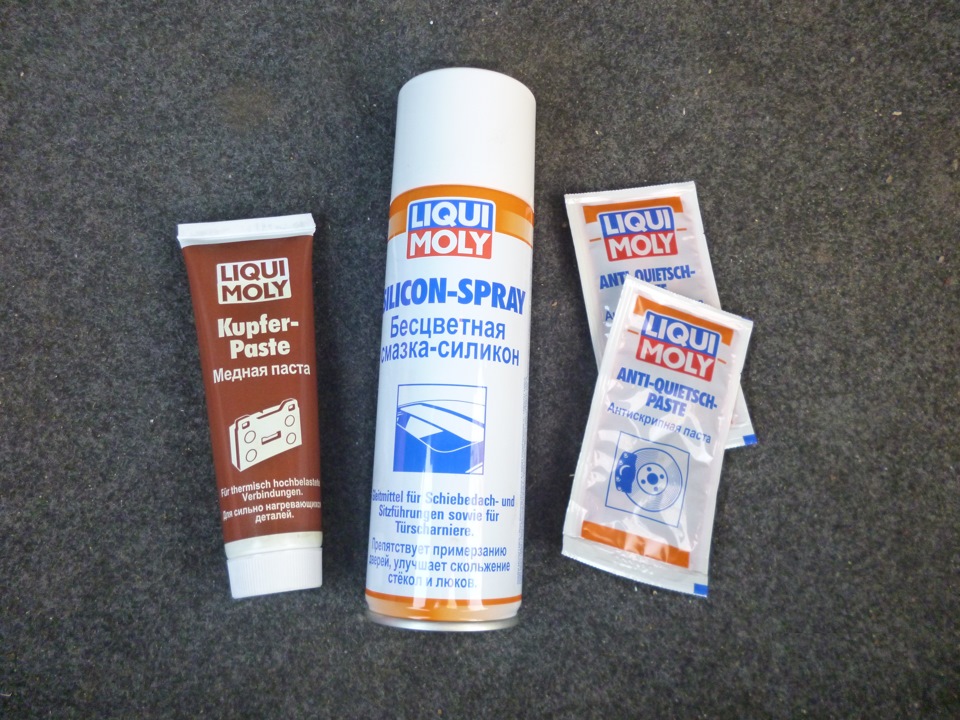 LIQUI
MOLY
Kupfer-
Paste
Медная паста
Für thermisch hochbelastete
Verbindungen.
Для сильно нагревающихся
деталей.
LIQUI
MOLY
SILICON-SPRAY
Бесцветная
смазка-силикон
Gleitmittel für Schiebedach- und
Sitzführungen sowie für
Türscharniere.
Препятствует примерзанию
дверей, улучшает скольжение
стёкол и люков.
LIQUI
MOLY
ANTI-QUIETSCH-
LIQUI
MOLY
ANTI-QUIETSCH-
PASTE
Антискрипная паста